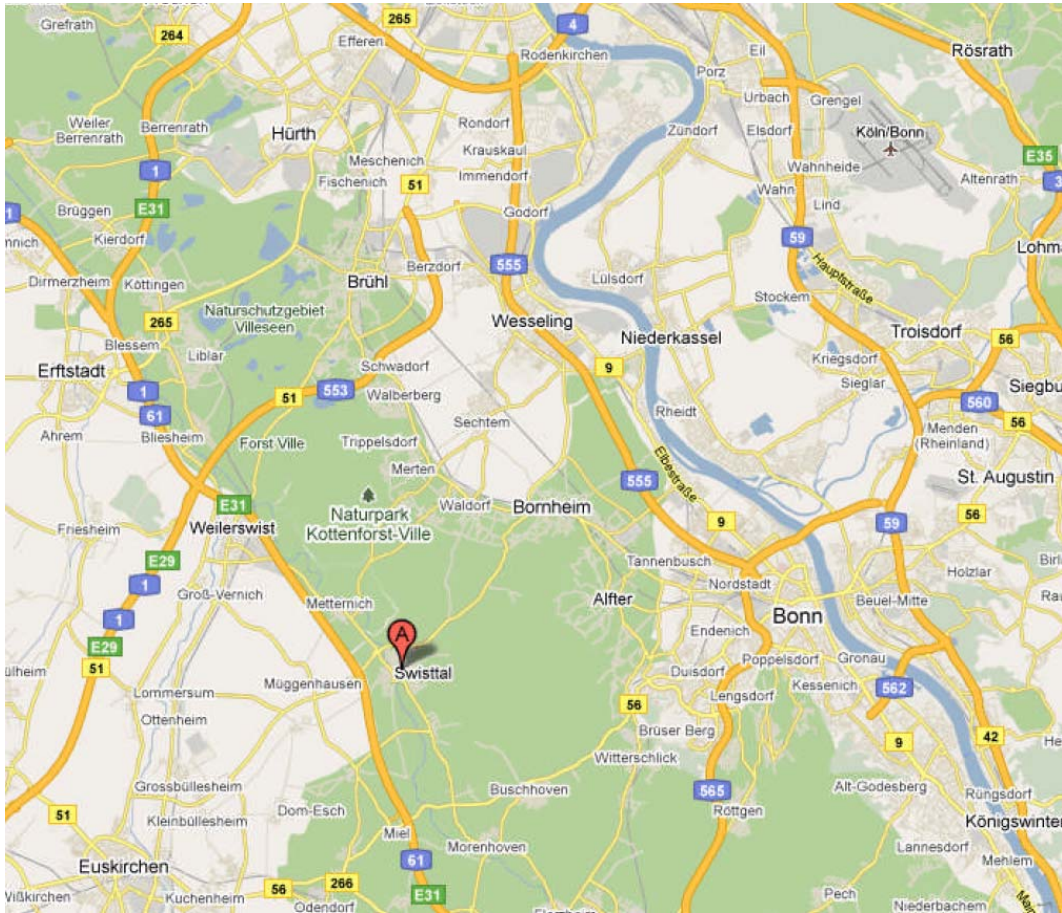 Grefrath
264
265
Efferen
4
Rodenkirchen
Porz
Eil
Rösrath
Urbach
Grengel
Weiler
Berrenrath
Berrenrath
Hürth
Rondorf
Krauskaul
Immendorf
Zündorf
Elsdorf
Köln/Bonn
Wahnheide
E35
3
Altenrath
1
Meschenich
51
Fischenich
Wahn
Lind
1
Brüggen
E31
Kierdorf
Godorf
59
Hauptstraße
Dirmerzheim
Köttingen
Berzdorf
555
Brühl
Lülsdorf
Stockem
Naturschutzgebiet
Villeseen
265
Wesseling
Niederkassel
Troisdorf
56
Blessem
Liblar
Schwadorf
9
Kriegsdorf
Sieglar
Erftstadt
1
61
51
553
Walberberg
560
Sechtem
Rheidt
56
Menden
(Rheinland)
Ahrem
Bliesheim
Forst Ville
Trippelsdorf
Merten
Elbestraße
555
St. Augustin
E31
Naturpark
Kottenforst-Ville
Waldorf
Bornheim
9
59
56
Friesheim
Weilerswist
E29
1
Tannenbusch
Nordstadt
Holzlar
Groß-Vernich
Metternich
Alfter
Bonn
Beuel-Mitte
1
E29
51
A
Swisttal
Endenich
Poppelsdorf
Gronau
Duisdorf
Kessenich
562
Lommersum
Müggenhausen
Lengsdorf
Ottenheim
56
Brüser Berg
9
42
Witterschlick
Grossbüllesheim
Buschhoven
565
Alt-Godesberg
Rüngsdorf
51
Kleinbüllesheim
Dom-Esch
Röttgen
Königswinter
Miel
Morenhoven
Lannesdorf
Mehlem
Euskirchen
61
E31
Kuchenheim
56
266
Odendorf
Pech
Niederbachem